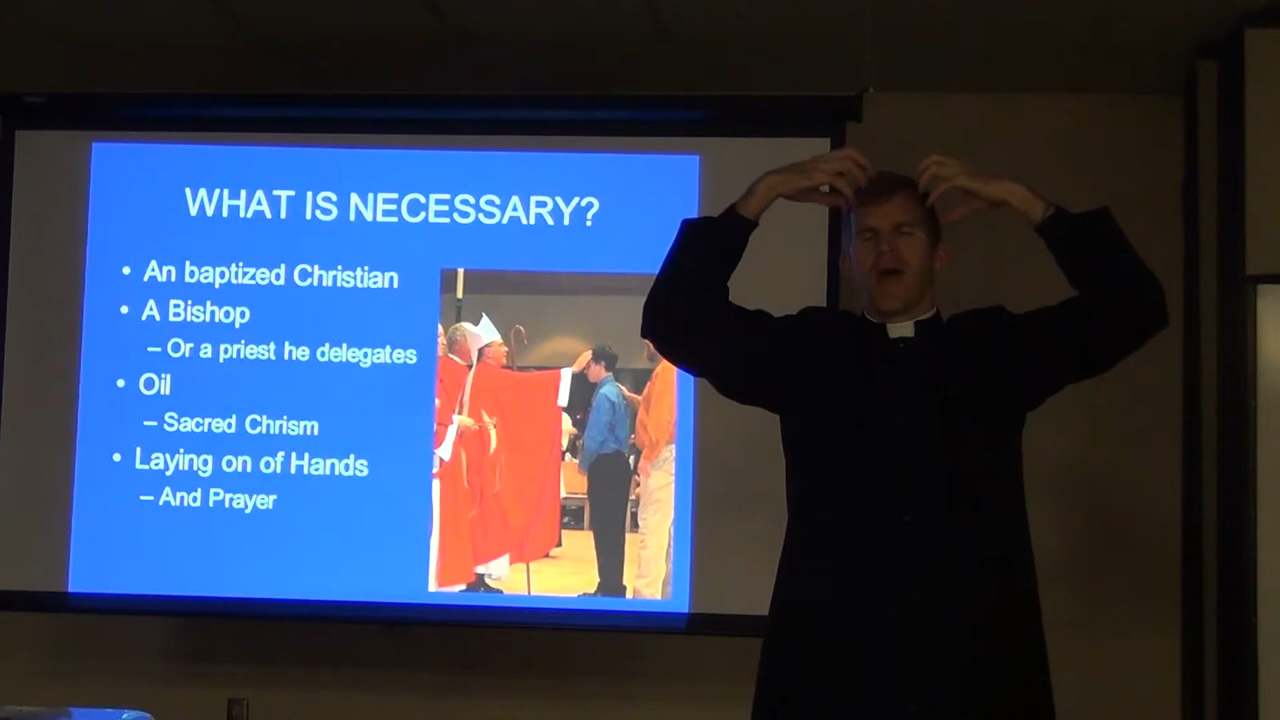 WHAT IS NECESSARY?
• An baptized Christian
• A Bishop
– Or a priest he delegates
• Oil
– Sacred Chrism
• Laying on of Hands
– And Prayer